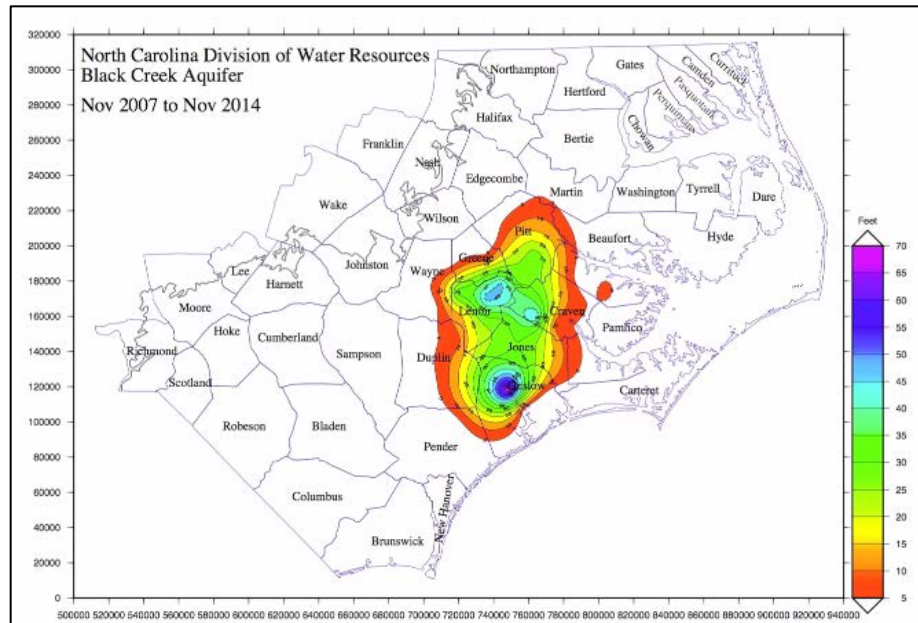 North Carolina Division of Water Resources
Black Creek Aquifer
Nov 2007 to Nov 2014
320000
300000
280000
260000
240000
220000
200000
180000
160000
140000
120000
100000
80000
60000
40000
20000
0
Northampton
Gates
Camden
Currituck
Pasquotank
Perquimans
Hertford
Chowan
Halifax
Bertie
Franklin
Nash
Edgecombe
Martin
Washington
Tyrrell
Dare
Wake
Wilson
Pitt
Beaufort
Hyde
Johnston
Wayne
Greene
Lee
Harnett
Lenoir
Craven
Moore
Pamlico
Hoke
Cumberland
Sampson
Duplin
Jones
Richmond
Scotland
Onslow
Carteret
Robeson
Bladen
Pender
Columbus
New Hanover
Brunswick
Feet
70
65
60
55
50
45
40
35
30
25
20
15
10
5
500000 520000 540000 560000 580000 600000 620000 640000 660000 680000 700000 720000 740000 760000 780000 800000 820000 840000 860000 880000 900000 920000 940000